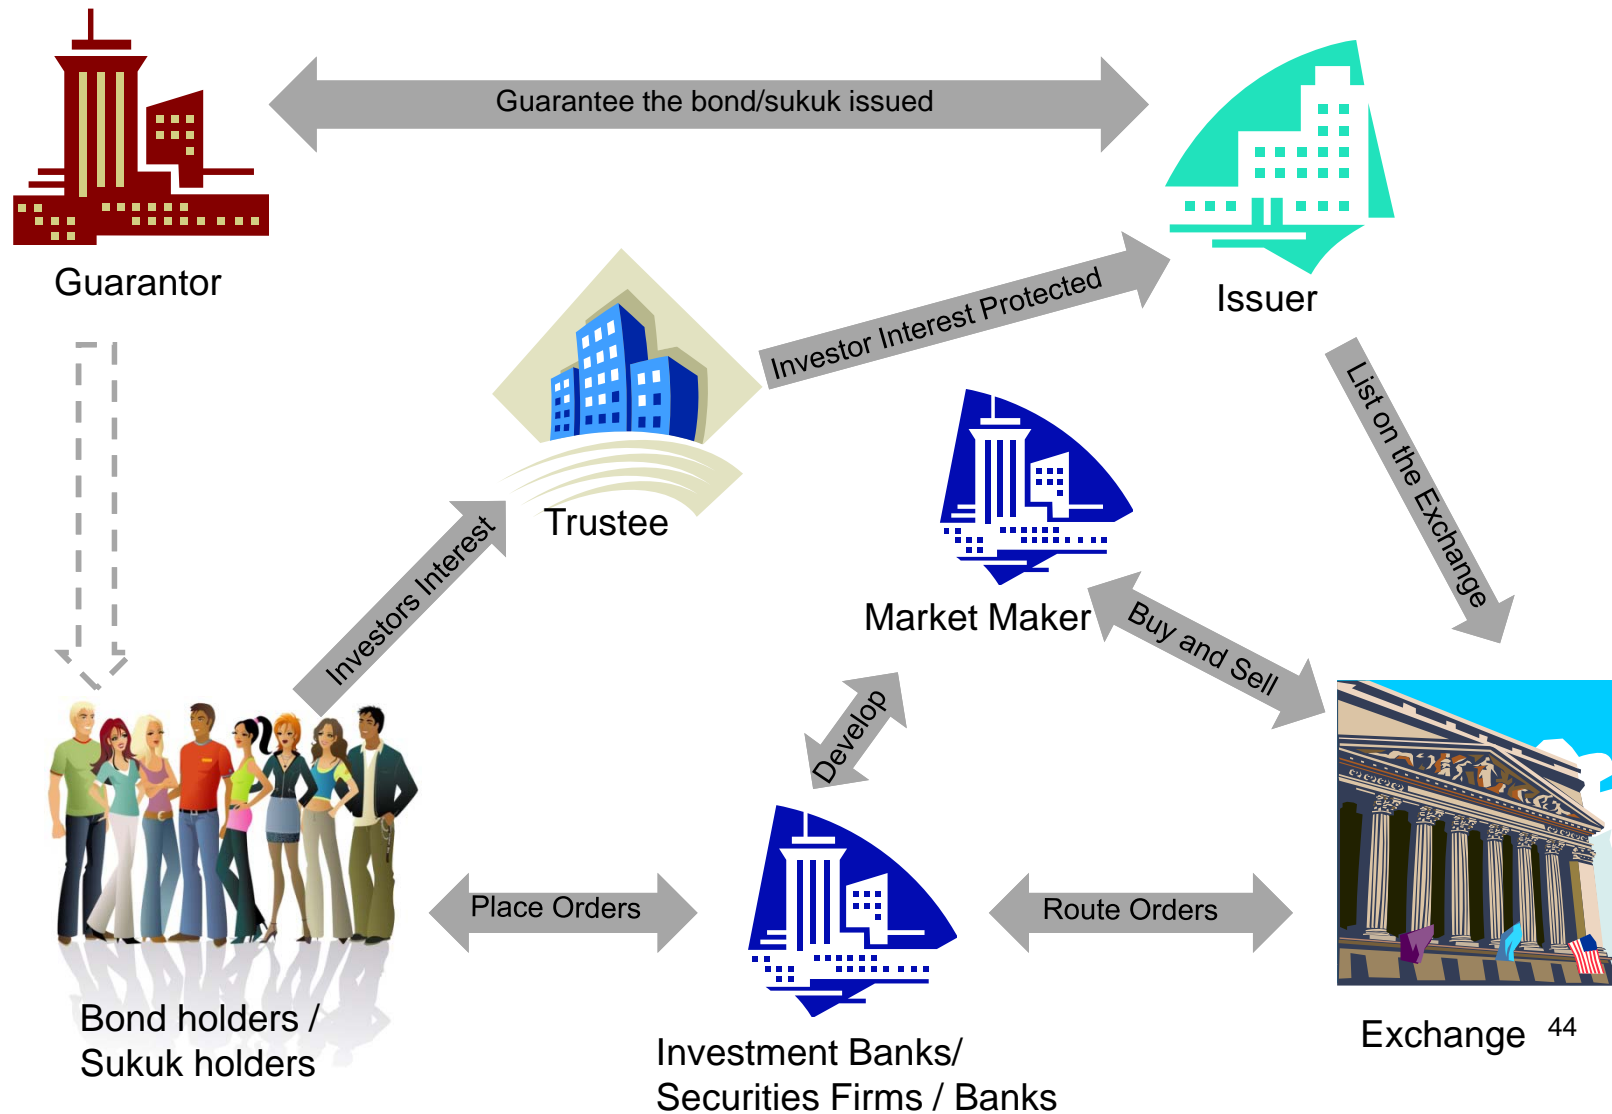 Guarantee the bond/sukuk issued
Guarantor
Issuer
Investor Interest Protected
List on the Exchange
Trustee
Investors Interest
Market Maker
Buy and Sell
Develop
Place Orders
Route Orders
Bond holders /
Sukuk holders
Investment Banks/
Securities Firms / Banks
Exchange
44